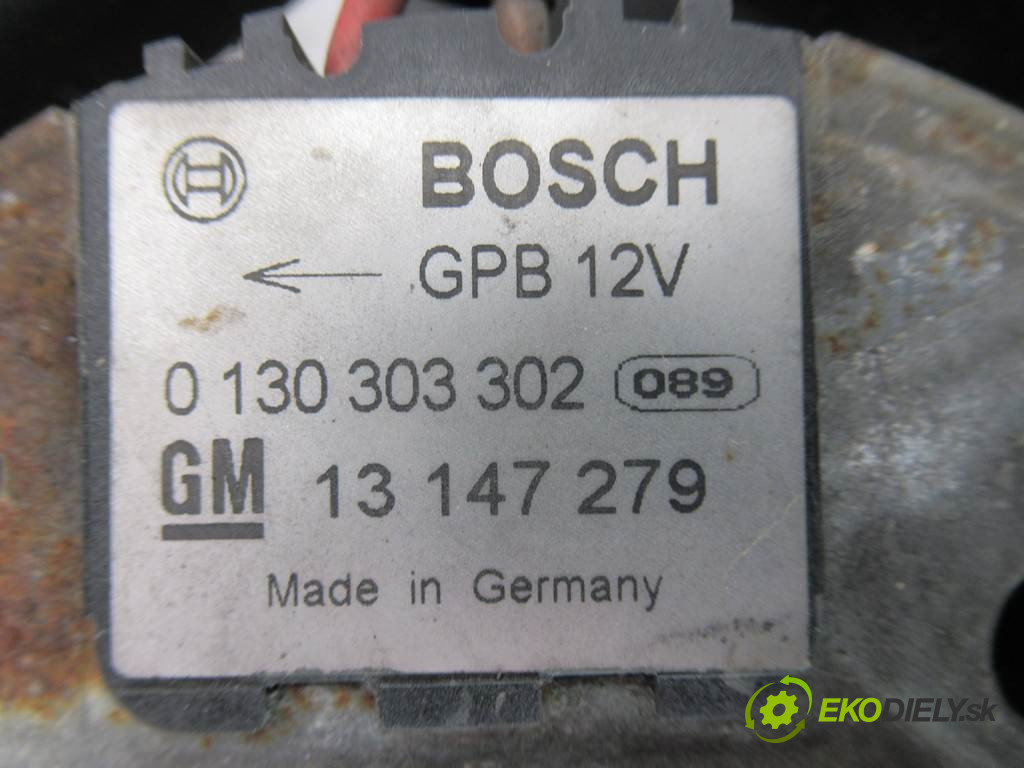 BOSCH
← GPB 12V
0 130 303 302 089
GM 13 147 279
Made in Germany
EKODIELY.sk